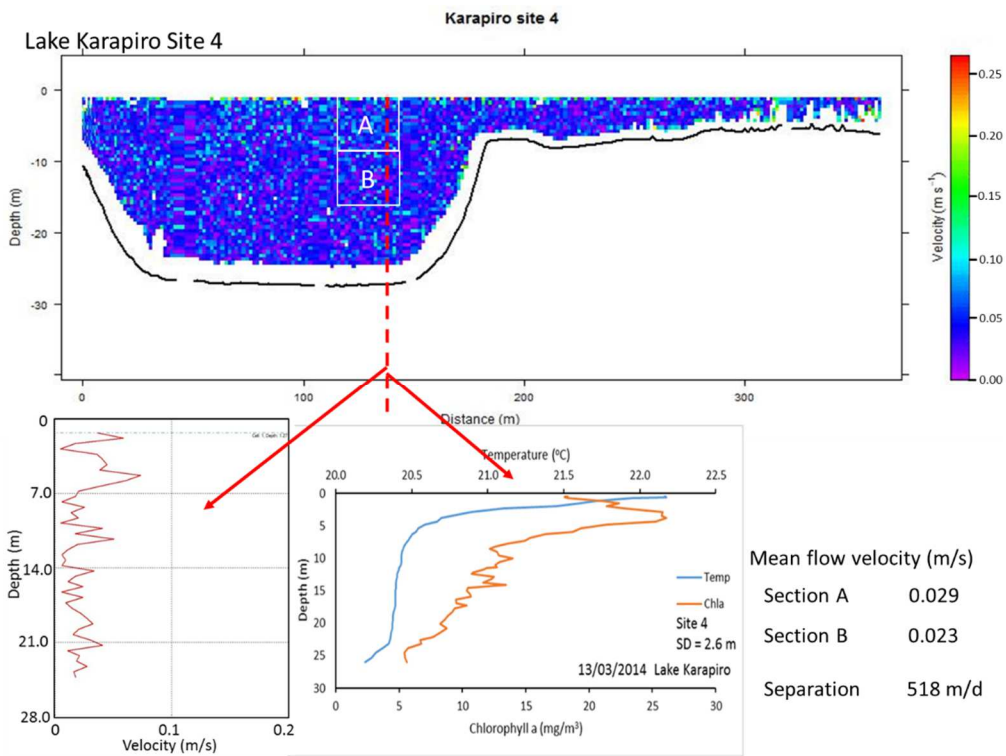 Karapiro site 4
Lake Karapiro Site 4
0
-10
-20
-30
Depth (m)
A
B
0
100
200
300
Distance (m)
0.25
0.20
0.15
0.10
0.05
0.00
Velocity (m s⁻¹)
0
7.0
14.0
21.0
28.0
Depth (m)
0
0.1
0.2
Velocity (m/s)
Temperature (ºC)
20.0 20.5 21.0 21.5 22.0 22.5
0
5
10
15
20
25
30
Depth (m)
Temp
Chla
Site 4
SD = 2.6 m
13/03/2014 Lake Karapiro
0 5 10 15 20 25 30
Chlorophyll a (mg/m³)
Mean flow velocity (m/s)
Section A 0.029
Section B 0.023
Separation 518 m/d